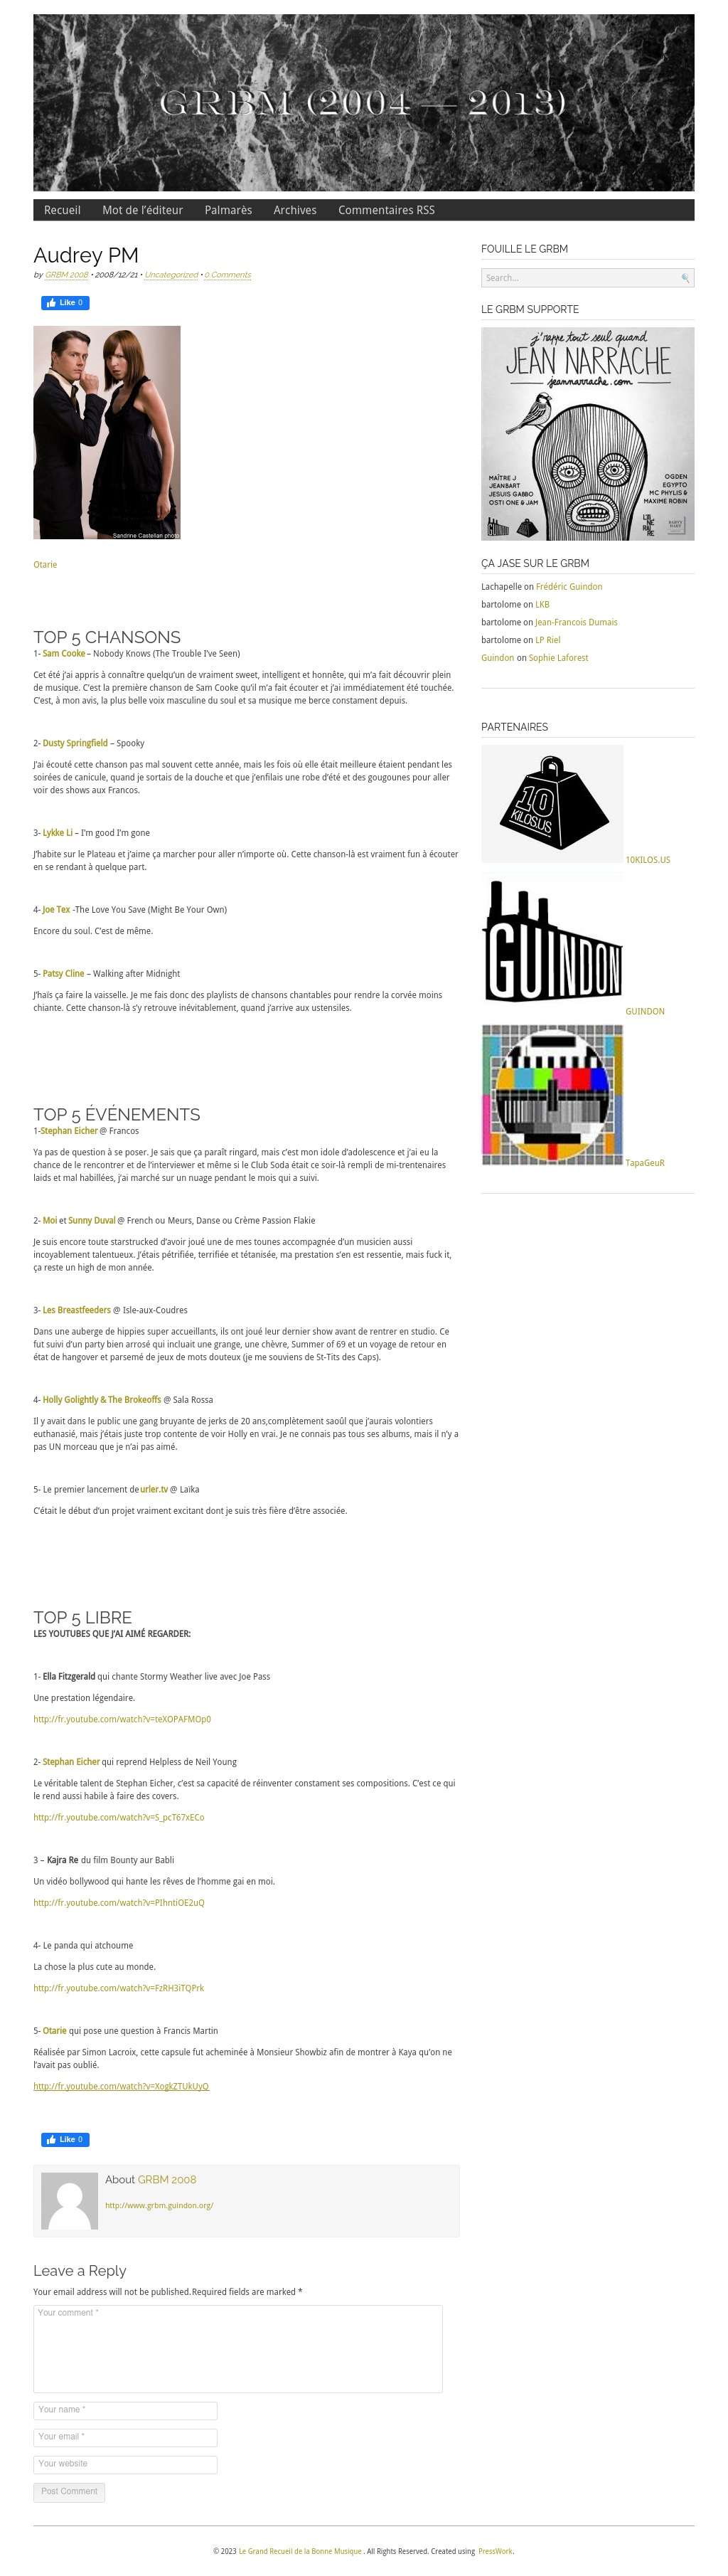 GRBM (2004 — 2013)
Recueil
Mot de l’éditeur
Palmarès
Archives
Commentaires RSS
Audrey PM
by GRBM 2008 • 2008/12/21 • Uncategorized • 0 Comments
Like 0
Sandrine Castellan photo
Otarie
TOP 5 CHANSONS
1- Sam Cooke – Nobody Knows (The Trouble I’ve Seen)
Cet été j’ai appris à connaître quelqu’un de vraiment sweet, intelligent et honnête, qui m’a fait découvrir plein
de musique. C’est la première chanson de Sam Cooke qu’il m’a fait écouter et j’ai immédiatement été touchée.
C’est, à mon avis, la plus belle voix masculine du soul et sa musique me berce constament depuis.
2- Dusty Springfield – Spooky
J’ai écouté cette chanson pas mal souvent cette année, mais les fois où elle était meilleure étaient pendant les
soirées de canicule, quand je sortais de la douche et que j’enfilais une robe d’été et des gougounes pour aller
voir des shows aux Francos.
3- Lykke Li – I’m good I’m gone
J’habite sur le Plateau et j’aime ça marcher pour aller n’importe où. Cette chanson-là est vraiment fun à écouter
en se rendant à quelque part.
4- Joe Tex -The Love You Save (Might Be Your Own)
Encore du soul. C’est de même.
5- Patsy Cline – Walking after Midnight
J’haïs ça faire la vaisselle. Je me fais donc des playlists de chansons chantables pour rendre la corvée moins
chiante. Cette chanson-là s’y retrouve inévitablement, quand j’arrive aux ustensiles.
TOP 5 ÉVÉNEMENTS
1-Stephan Eicher @ Francos
Ya pas de question à se poser. Je sais que ça paraît ringard, mais c’est mon idole d’adolescence et j’ai eu la
chance de le rencontrer et de l’interviewer et même si le Club Soda était ce soir-là rempli de mi-trentenaires
laids et mal habillées, j’ai marché sur un nuage pendant le mois qui a suivi.
2- Moi et Sunny Duval @ French ou Meurs, Danse ou Crème Passion Flakie
Je suis encore toute starstrucked d’avoir joué une de mes tounes accompagnée d’un musicien aussi
incoyablement talentueux. J’étais pétrifiée, terrifiée et tétanisée, ma prestation s’en est ressentie, mais fuck it,
ça reste un high de mon année.
3- Les Breastfeeders @ Isle-aux-Coudres
Dans une auberge de hippies super accueillants, ils ont joué leur dernier show avant de rentrer en studio. Ce
fut suivi d’un party bien arrosé qui incluait une grange, une chèvre, Summer of 69 et un voyage de retour en
état de hangover et parsemé de jeux de mots douteux (je me souviens de St-Tits des Caps).
4- Holly Golightly & The Brokeoffs @ Sala Rossa
Il y avait dans le public une gang bruyante de jerks de 20 ans,complètement saoûl que j’aurais volontiers
euthanasié, mais j’étais juste trop contente de voir Holly en vrai. Je ne connais pas tous ses albums, mais il n’y a
pas UN morceau que je n’ai pas aimé.
5- Le premier lancement de urler.tv @ Laïka
C’était le début d’un projet vraiment excitant dont je suis très fière d’être associée.
TOP 5 LIBRE
LES YOUTUBES QUE J’AI AIMÉ REGARDER:
1- Ella Fitzgerald qui chante Stormy Weather live avec Joe Pass
Une prestation légendaire.
http://fr.youtube.com/watch?v=teXOPAFMOp0
2- Stephan Eicher qui reprend Helpless de Neil Young
Le véritable talent de Stephan Eicher, c’est sa capacité de réinventer constament ses compositions. C’est ce qui
le rend aussi habile à faire des covers.
http://fr.youtube.com/watch?v=S_pcT67xECo
3 – Kajra Re du film Bounty aur Babli
Un vidéo bollywood qui hante les rêves de l’homme gai en moi.
http://fr.youtube.com/watch?v=PIhntiOE2uQ
4- Le panda qui atchoume
La chose la plus cute au monde.
http://fr.youtube.com/watch?v=FzRH3iTQPrk
5- Otarie qui pose une question à Francis Martin
Réalisée par Simon Lacroix, cette capsule fut acheminée à Monsieur Showbiz afin de montrer à Kaya qu’on ne
l’avait pas oublié.
http://fr.youtube.com/watch?v=XogkZTUkUyQ
Like 0
About GRBM 2008
http://www.grbm.guindon.org/
Leave a Reply
Your email address will not be published.Required fields are marked *
Your comment *
Your name *
Your email *
Your website
Post Comment
FOUILLE LE GRBM
Search...
LE GRBM SUPPORTE
j'rappe tout seul quand
JEAN NARRACHE
jeannarrache.com
MAÎTRE J
JEANBART
JESUIS GABBO
OSTI ONE & JAM
OGDEN
EGYPTO
MC PHYLIS &
MAXIME ROBIN
ÇA JASE SUR LE GRBM
Lachapelle on Frédéric Guindon
bartolome on LKB
bartolome on Jean-Francois Dumais
bartolome on LP Riel
Guindon on Sophie Laforest
PARTENAIRES
10
KILOS.US
10KILOS.US
GUINDON
GUINDON
TapaGeuR
© 2023 Le Grand Recueil de la Bonne Musique . All Rights Reserved. Created using PressWork.